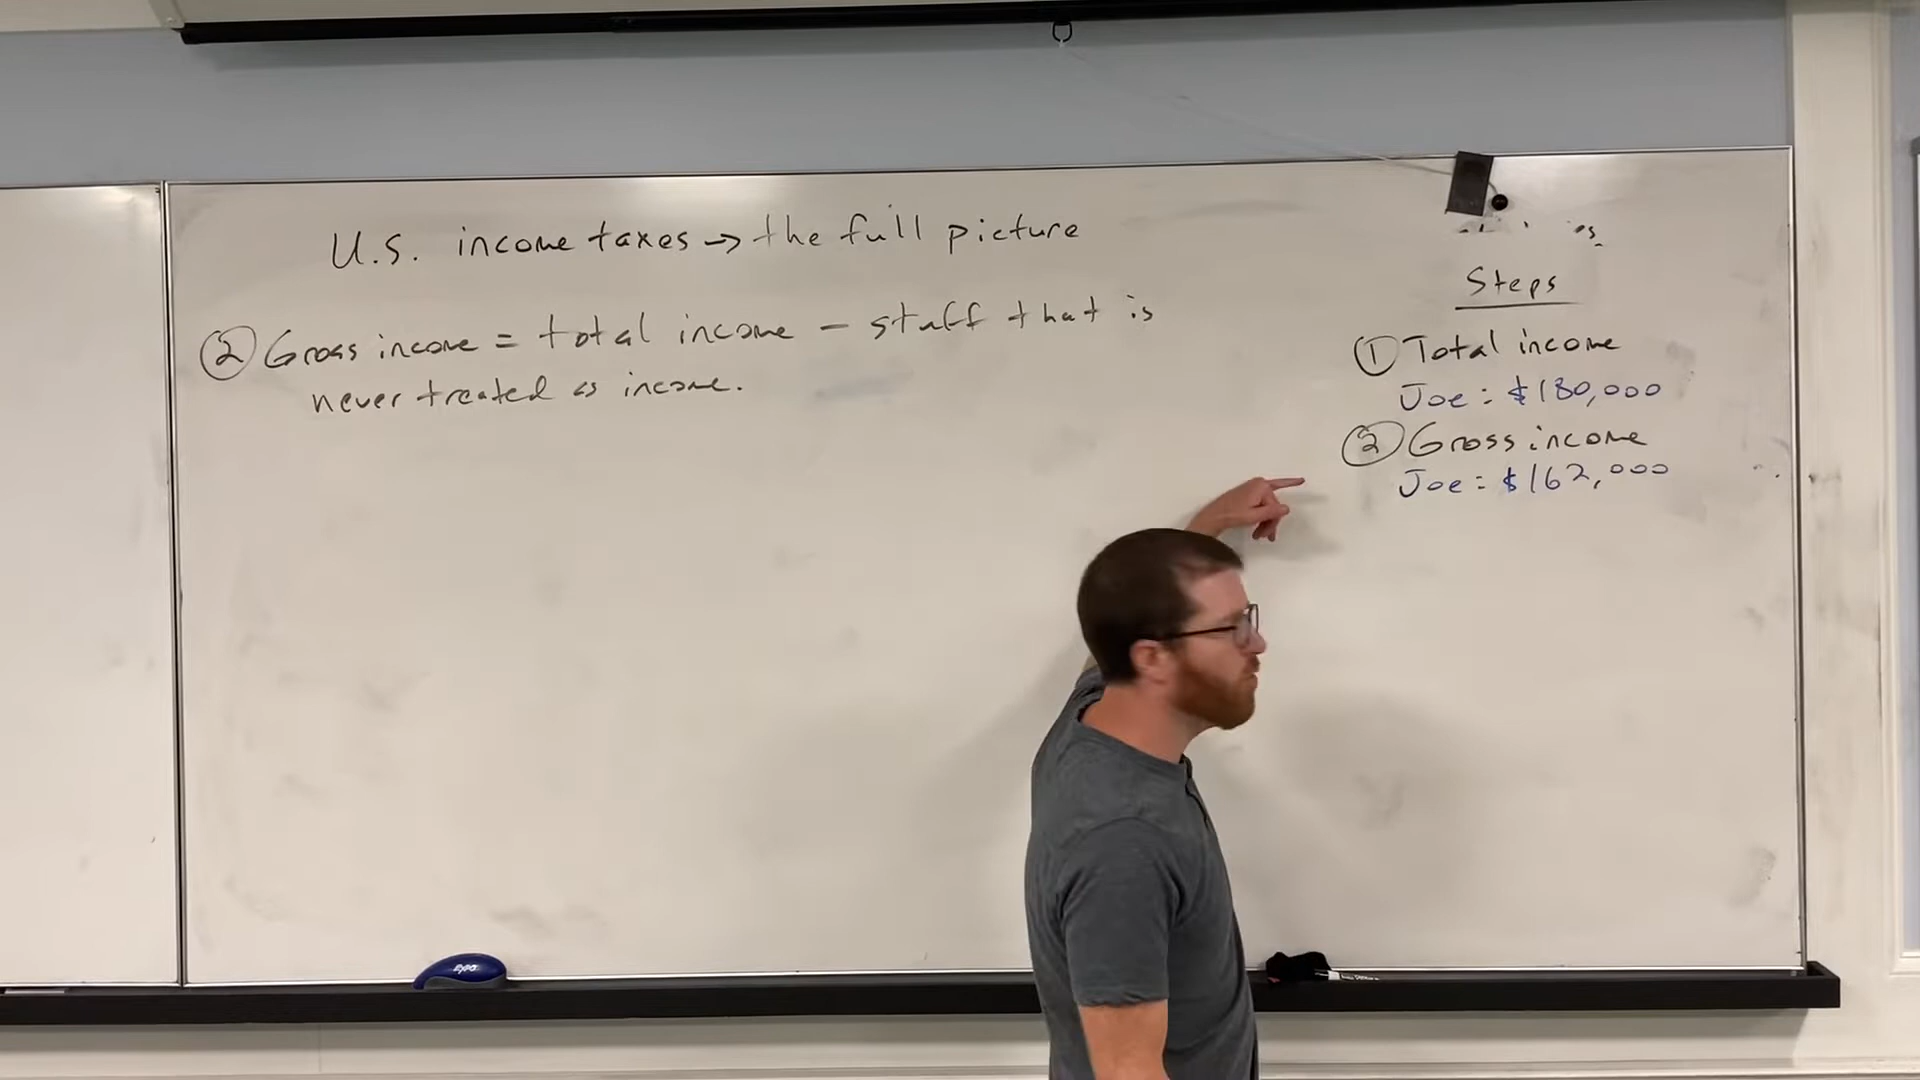 U.S. income taxes → the full picture
② Gross income = total income - stuff that is
never treated as income.
Steps
① Total income
Joe: $180,000
② Gross income
Joe: $162,000
EXPO